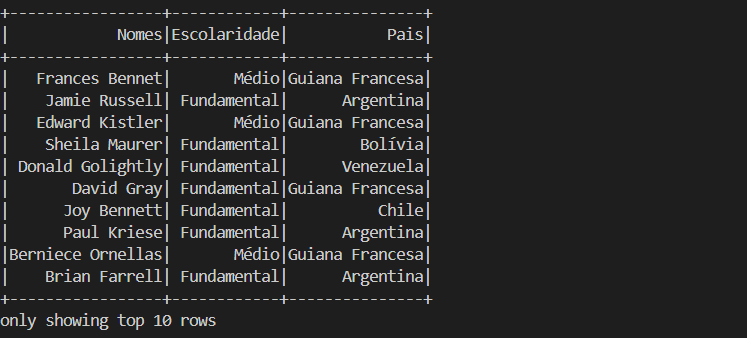 +----------------+------------+---------------+
|           Nomes|Escolaridade|           Pais|
+----------------+------------+---------------+
|   Frances Bennet|       Médio|Guiana Francesa|
|    Jamie Russell| Fundamental|      Argentina|
|   Edward Kistler|       Médio|Guiana Francesa|
|    Sheila Maurer| Fundamental|        Bolívia|
| Donald Golightly| Fundamental|      Venezuela|
|       David Gray| Fundamental|Guiana Francesa|
|      Joy Bennett| Fundamental|          Chile|
|      Paul Kriese| Fundamental|      Argentina|
|Berniece Ornellas|       Médio|Guiana Francesa|
|    Brian Farrell| Fundamental|      Argentina|
+----------------+------------+---------------+
only showing top 10 rows